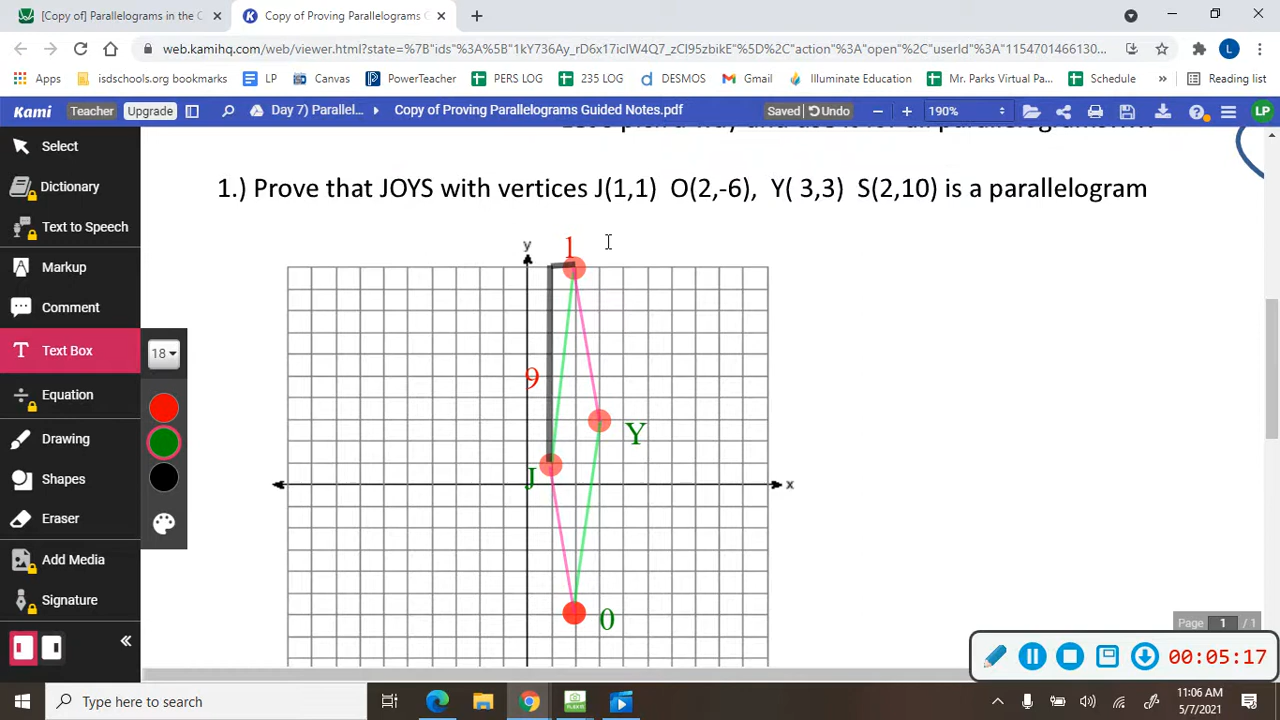 [Copy of] Parallelograms in the C
Copy of Proving Parallelograms G
web.kamihq.com/web/viewer.html?state=%7B"ids"%3A%5B"1kY736Ay_rD6x17iclW4Q7_zCl95zbikE"%5D%2C"action"%3A"open"%2C"userId"%3A"1154701466130...
L
Apps
isdschools.org bookmarks
LP
Canvas
PowerTeacher
PERS LOG
235 LOG
DESMOS
Gmail
Illuminate Education
Mr. Parks Virtual Pa...
Schedule
»
Reading list
Kami
Teacher
Upgrade
Day 7) Parallel...
Copy of Proving Parallelograms Guided Notes.pdf
Saved
Undo
190%
LP
Select
Dictionary
Text to Speech
Markup
Comment
Text Box
Equation
Drawing
Shapes
Eraser
Add Media
Signature
18
1.) Prove that JOYS with vertices J(1,1) O(2,-6), Y( 3,3) S(2,10) is a parallelogram
y
1
9
Y
J
x
0
Page 1 / 1
00:05:17
Type here to search
11:06 AM
5/7/2021